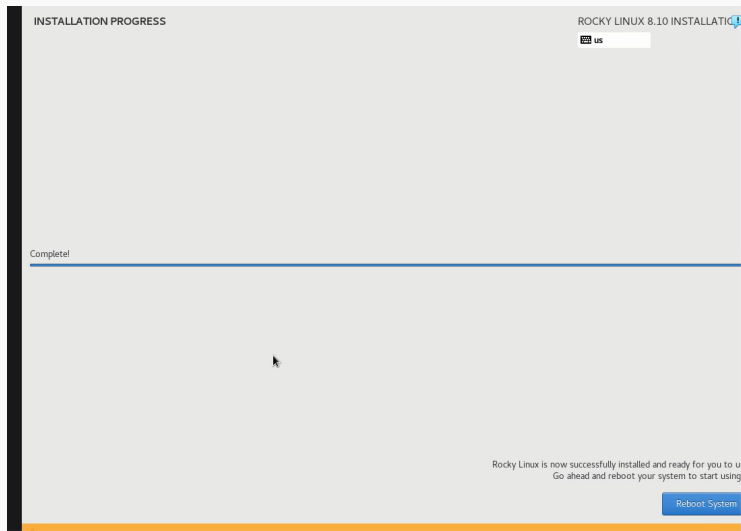 INSTALLATION PROGRESS
ROCKY LINUX 8.10 INSTALLATIO
us
Complete!
Rocky Linux is now successfully installed and ready for you to u
Go ahead and reboot your system to start using
Reboot System